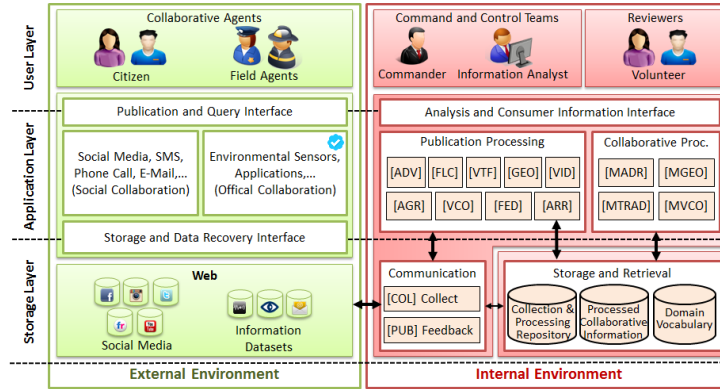 User Layer
Collaborative Agents
Citizen
Field Agents
Command and Control Teams
Commander
Information Analyst
Reviewers
Volunteer
Application Layer
Publication and Query Interface
Social Media, SMS,
Phone Call, E-Mail,...
(Social Collaboration)
Environmental Sensors,
Applications,...
(Offical Collaboration)
Storage and Data Recovery Interface
Analysis and Consumer Information Interface
Publication Processing
[ADV] [FLC] [VTF] [GEO] [VID]
[AGR] [VCO] [FED] [ARR]
Collaborative Proc.
[MADR] [MGEO]
[MTRAD] [MVCO]
Storage Layer
Web
Social Media
Information
Datasets
Communication
[COL] Collect
[PUB] Feedback
Storage and Retrieval
Collection &
Processing
Repository
Processed
Collaborative
Information
Domain
Vocabulary
External Environment
Internal Environment